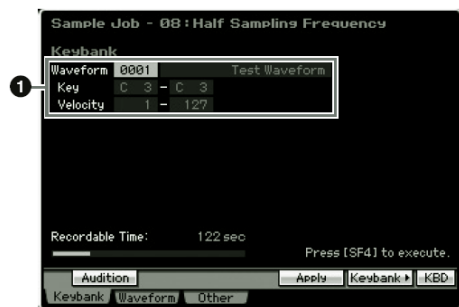 Sample Job - 08:Half Sampling Frequency
Keybank
Waveform 0001 Test Waveform
Key C 3 - C 3
Velocity 1 - 127
1
Recordable Time: 122 sec
Press [SF4] to execute.
Audition Apply Keybank KBD
Keybank Waveform Other